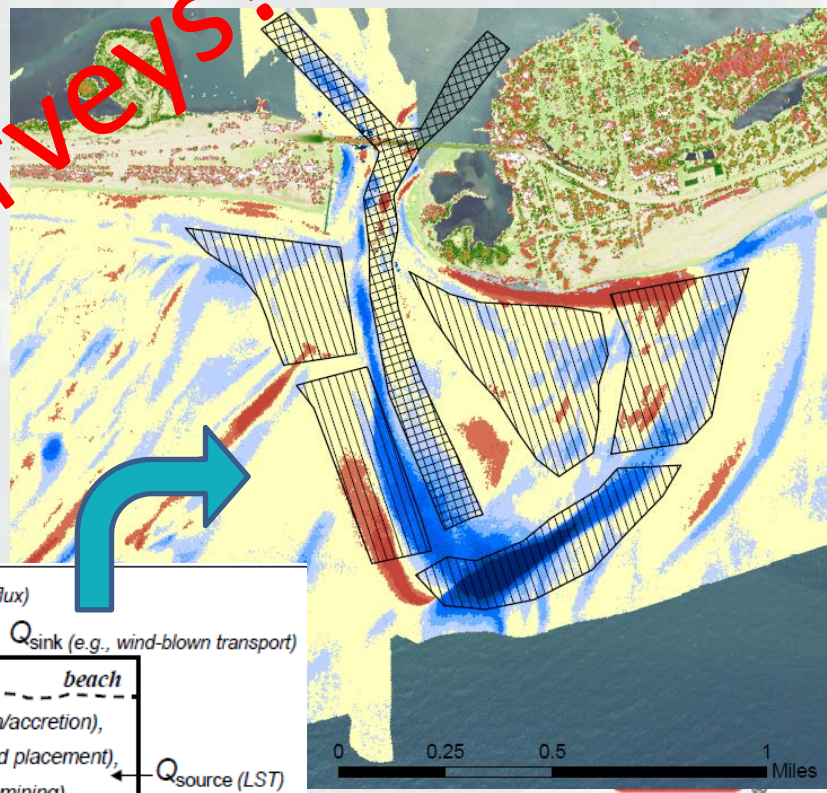 veys!
flux)
Qsink (e.g., wind-blown transport)
beach
n/accretion),
d placement),
Qsource (LST)
mining)
0 0.25 0.5 1
Miles